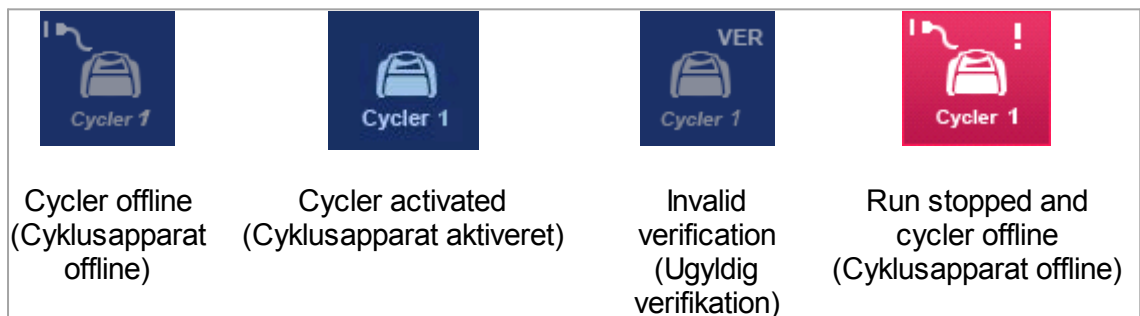 Cycler 1
Cycler 1
VER
Cycler 1
!
Cycler 1
Cycler offline
(Cyklusapparat
offline)
Cycler activated
(Cyklusapparat aktiveret)
Invalid
verification
(Ugyldig
verifikation)
Run stopped and
cycler offline
(Cyklusapparat offline)